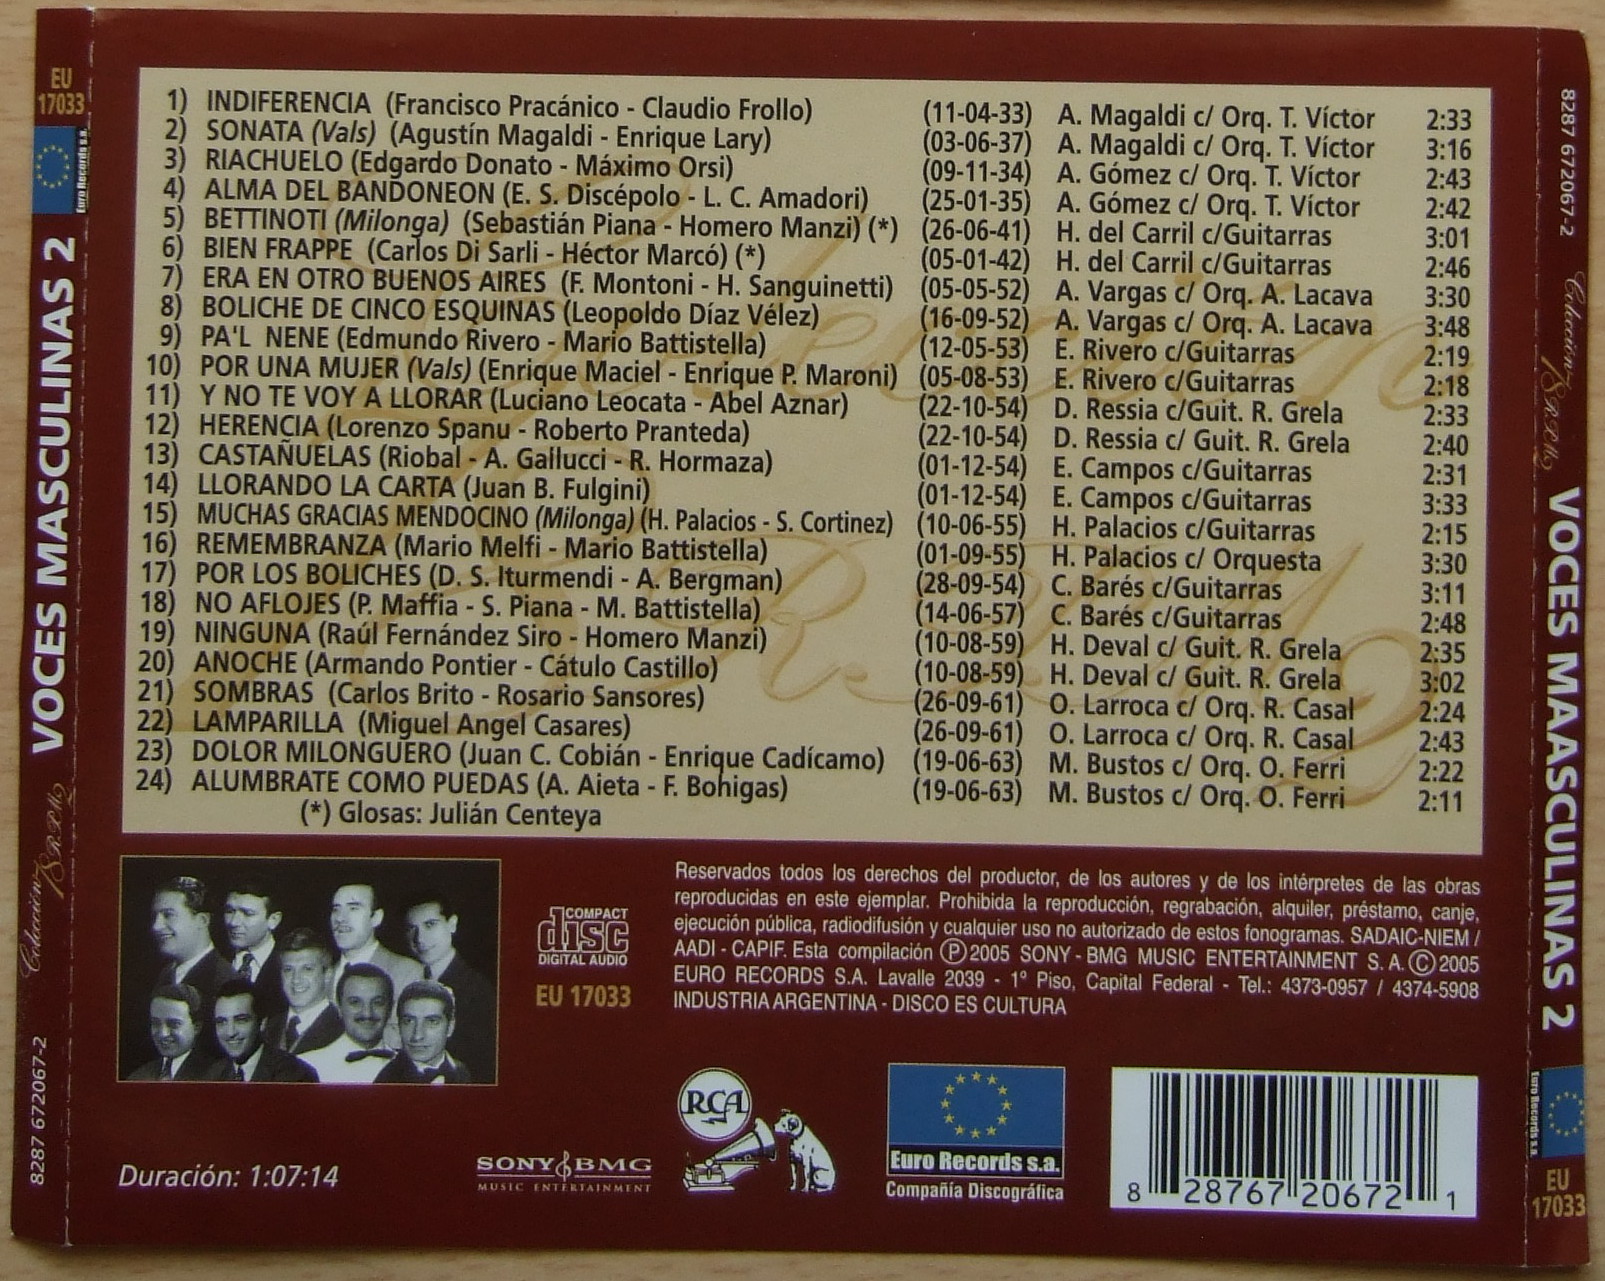 EU
17033
Euro Records s.a.
VOCES MASCULINAS 2
Colección 78 R.P.M.
8287 672067-2
1) INDIFERENCIA (Francisco Pracánico - Claudio Frollo) (11-04-33) A. Magaldi c/ Orq. T. Víctor 2:33
2) SONATA (Vals) (Agustín Magaldi - Enrique Lary) (03-06-37) A. Magaldi c/ Orq. T. Víctor 3:16
3) RIACHUELO (Edgardo Donato - Máximo Orsi) (09-11-34) A. Gómez c/ Orq. T. Víctor 2:43
4) ALMA DEL BANDONEON (E. S. Discépolo - L. C. Amadori) (25-01-35) A. Gómez c/ Orq. T. Víctor 2:42
5) BETTINOTI (Milonga) (Sebastián Piana - Homero Manzi) (*) (26-06-41) H. del Carril c/Guitarras 3:01
6) BIEN FRAPPE (Carlos Di Sarli - Héctor Marcó) (*) (05-01-42) H. del Carril c/Guitarras 2:46
7) ERA EN OTRO BUENOS AIRES (F. Montoni - H. Sanguinetti) (05-05-52) A. Vargas c/ Orq. A. Lacava 3:30
8) BOLICHE DE CINCO ESQUINAS (Leopoldo Díaz Vélez) (16-09-52) A. Vargas c/ Orq. A. Lacava 3:48
9) PA'L NENE (Edmundo Rivero - Mario Battistella) (12-05-53) E. Rivero c/Guitarras 2:19
10) POR UNA MUJER (Vals) (Enrique Maciel - Enrique P. Maroni) (05-08-53) E. Rivero c/Guitarras 2:18
11) Y NO TE VOY A LLORAR (Luciano Leocata - Abel Aznar) (22-10-54) D. Ressia c/Guit. R. Grela 2:33
12) HERENCIA (Lorenzo Spanu - Roberto Pranteda) (22-10-54) D. Ressia c/ Guit. R. Grela 2:40
13) CASTAÑUELAS (Riobal - A. Gallucci - R. Hormaza) (01-12-54) E. Campos c/Guitarras 2:31
14) LLORANDO LA CARTA (Juan B. Fulgini) (01-12-54) E. Campos c/Guitarras 3:33
15) MUCHAS GRACIAS MENDOCINO (Milonga) (H. Palacios - S. Cortinez) (10-06-55) H. Palacios c/Guitarras 2:15
16) REMEMBRANZA (Mario Melfi - Mario Battistella) (01-09-55) H. Palacios c/ Orquesta 3:30
17) POR LOS BOLICHES (D. S. Iturmendi - A. Bergman) (28-09-54) C. Barés c/Guitarras 3:11
18) NO AFLOJES (P. Maffia - S. Piana - M. Battistella) (14-06-57) C. Barés c/Guitarras 2:48
19) NINGUNA (Raúl Fernández Siro - Homero Manzi) (10-08-59) H. Deval c/ Guit. R. Grela 2:35
20) ANOCHE (Armando Pontier - Cátulo Castillo) (10-08-59) H. Deval c/ Guit. R. Grela 3:02
21) SOMBRAS (Carlos Brito - Rosario Sansores) (26-09-61) O. Larroca c/ Orq. R. Casal 2:24
22) LAMPARILLA (Miguel Angel Casares) (26-09-61) O. Larroca c/ Orq. R. Casal 2:43
23) DOLOR MILONGUERO (Juan C. Cobián - Enrique Cadícamo) (19-06-63) M. Bustos c/ Orq. O. Ferri 2:22
24) ALUMBRATE COMO PUEDAS (A. Aieta - F. Bohigas) (19-06-63) M. Bustos c/ Orq. O. Ferri 2:11
(*) Glosas: Julián Centeya
COMPACT
disc
DIGITAL AUDIO
EU 17033
Reservados todos los derechos del productor, de los autores y de los intérpretes de las obras
reproducidas en este ejemplar. Prohibida la reproducción, regrabación, alquiler, préstamo, canje,
ejecución pública, radiodifusión y cualquier uso no autorizado de estos fonogramas. SADAIC-NIEM /
AADI - CAPIF. Esta compilación Ⓟ2005 SONY - BMG MUSIC ENTERTAINMENT S. A. Ⓒ2005
EURO RECORDS S.A. Lavalle 2039 - 1º Piso, Capital Federal - Tel.: 4373-0957 / 4374-5908
INDUSTRIA ARGENTINA - DISCO ES CULTURA
Duración: 1:07:14
SONY BMG
MUSIC ENTERTAINMENT
RCA
Euro Records s.a.
Compañía Discográfica
8 28767 20672 1
8287 672067-2
Colección 78 R.P.M.
VOCES MAASCULINAS 2
Euro Records s.a.
EU
17033